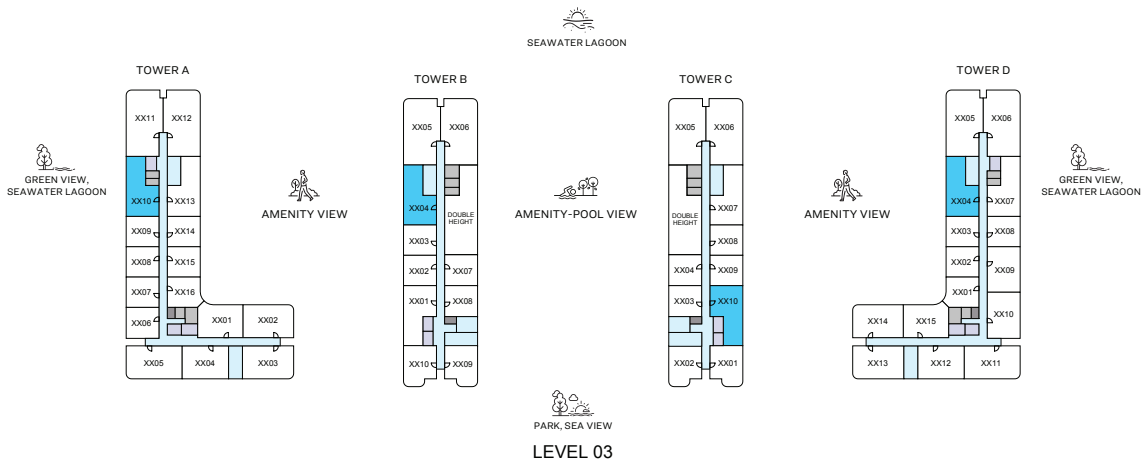 SEAWATER LAGOON
TOWER A
TOWER B
TOWER C
TOWER D
XX11
XX12
XX10
XX13
XX09
XX14
XX08
XX15
XX07
XX16
XX06
XX01
XX02
XX05
XX04
XX03
XX05
XX06
XX04
DOUBLE
HEIGHT
XX03
XX02
XX07
XX01
XX08
XX10
XX09
XX05
XX06
XX07
DOUBLE
HEIGHT
XX08
XX04
XX09
XX03
XX10
XX02
XX01
XX05
XX06
XX04
XX07
XX03
XX02
XX09
XX01
XX10
XX14
XX15
XX13
XX12
XX11
GREEN VIEW,
SEAWATER LAGOON
AMENITY VIEW
AMENITY-POOL VIEW
AMENITY VIEW
GREEN VIEW,
SEAWATER LAGOON
PARK, SEA VIEW
LEVEL 03